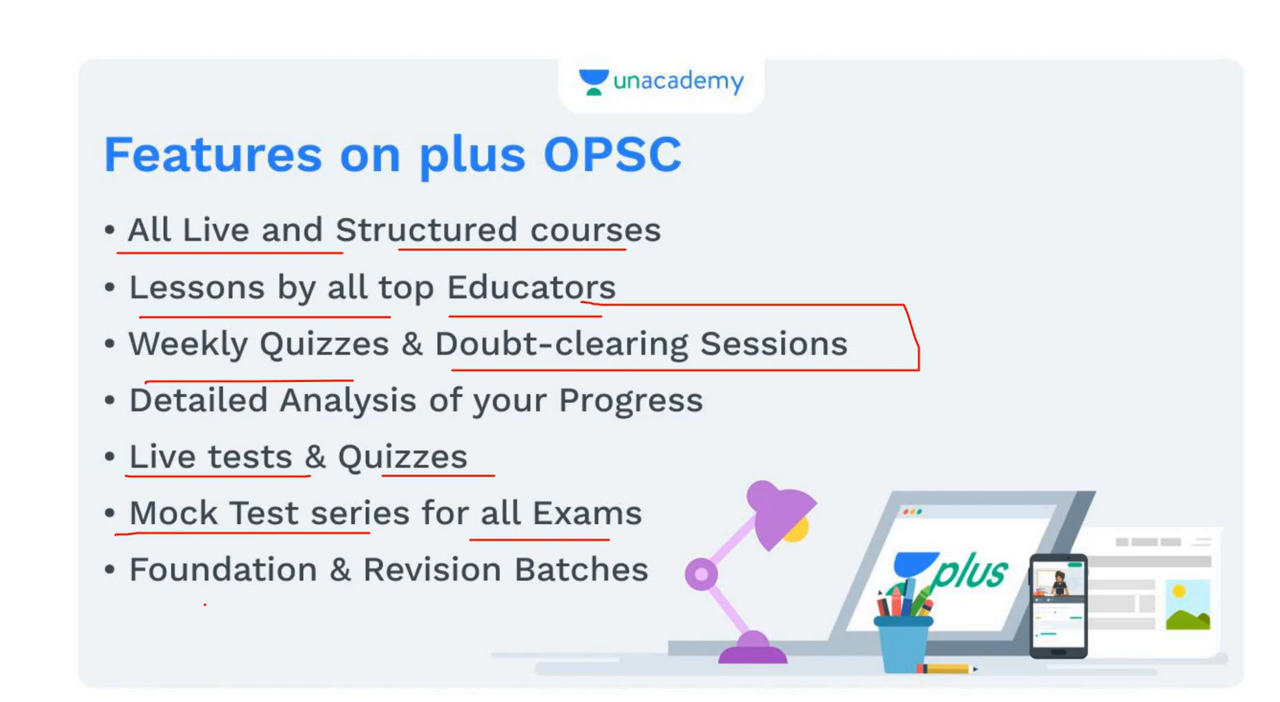 unacademy
Features on plus OPSC
• All Live and Structured courses
• Lessons by all top Educators
• Weekly Quizzes & Doubt-clearing Sessions
• Detailed Analysis of your Progress
• Live tests & Quizzes
• Mock Test series for all Exams
• Foundation & Revision Batches
plus